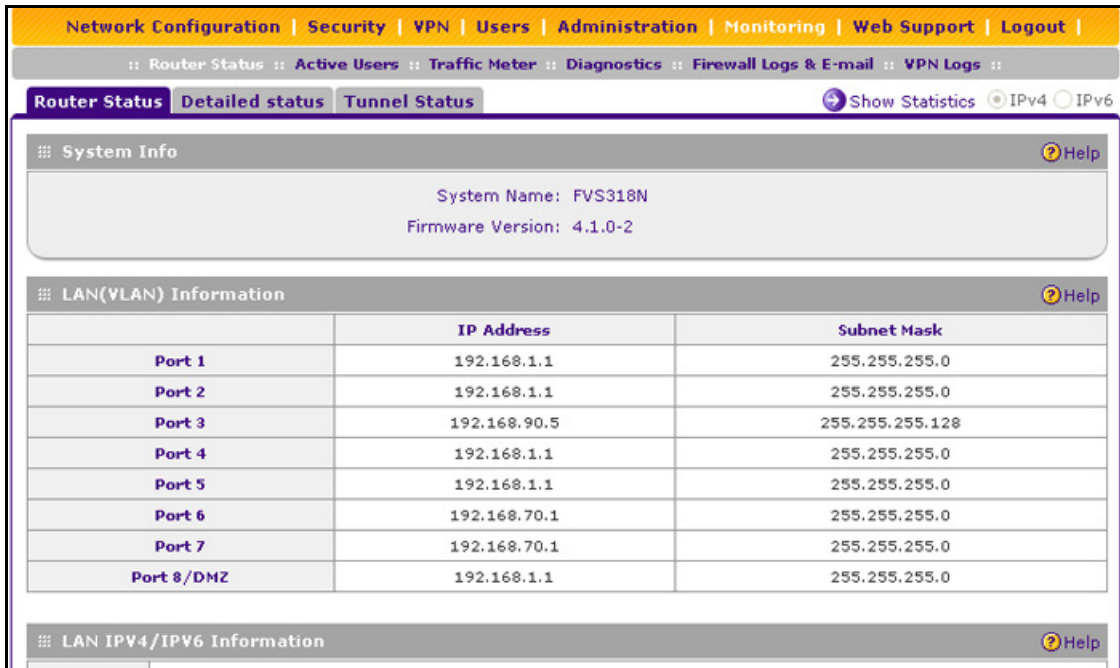 Network Configuration | Security | VPN | Users | Administration | Monitoring | Web Support | Logout |
:: Router Status :: Active Users :: Traffic Meter :: Diagnostics :: Firewall Logs & E-mail :: VPN Logs ::
Router Status Detailed status Tunnel Status Show Statistics IPv4 IPv6
System Info ?Help
System Name: FVS318N
Firmware Version: 4.1.0-2
LAN(VLAN) Information ?Help
IP Address Subnet Mask
Port 1 192.168.1.1 255.255.255.0
Port 2 192.168.1.1 255.255.255.0
Port 3 192.168.90.5 255.255.255.128
Port 4 192.168.1.1 255.255.255.0
Port 5 192.168.1.1 255.255.255.0
Port 6 192.168.70.1 255.255.255.0
Port 7 192.168.70.1 255.255.255.0
Port 8/DMZ 192.168.1.1 255.255.255.0
LAN IPV4/IPV6 Information ?Help